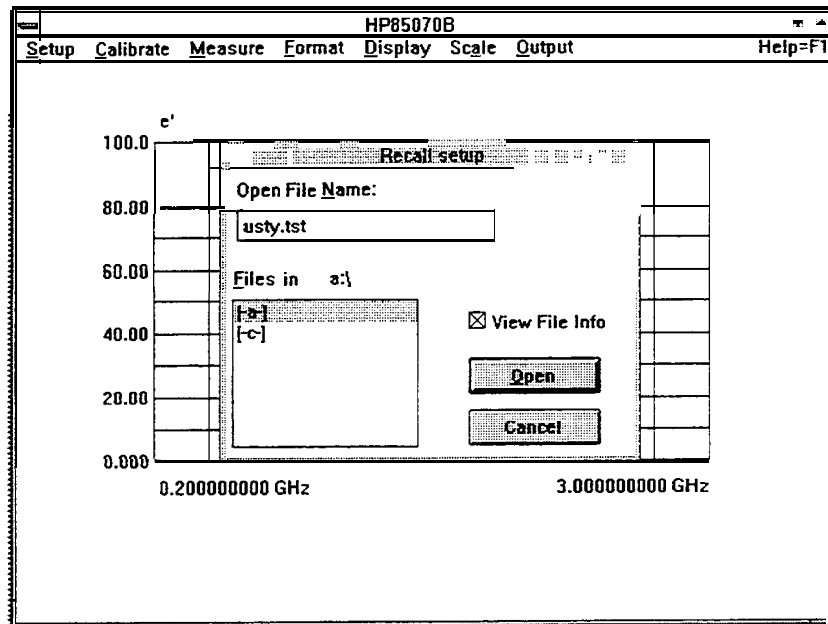 HP85070B
Setup Calibrate Measure Format Display Scale Output Help=F1
e'
100.0
80.00
60.00
40.00
20.00
0.000
Recall setup
Open File Name:
usty.tst
Files in a:\
[-a-]
[-c-]
View File Info
Open
Cancel
0.200000000 GHz 3.000000000 GHz